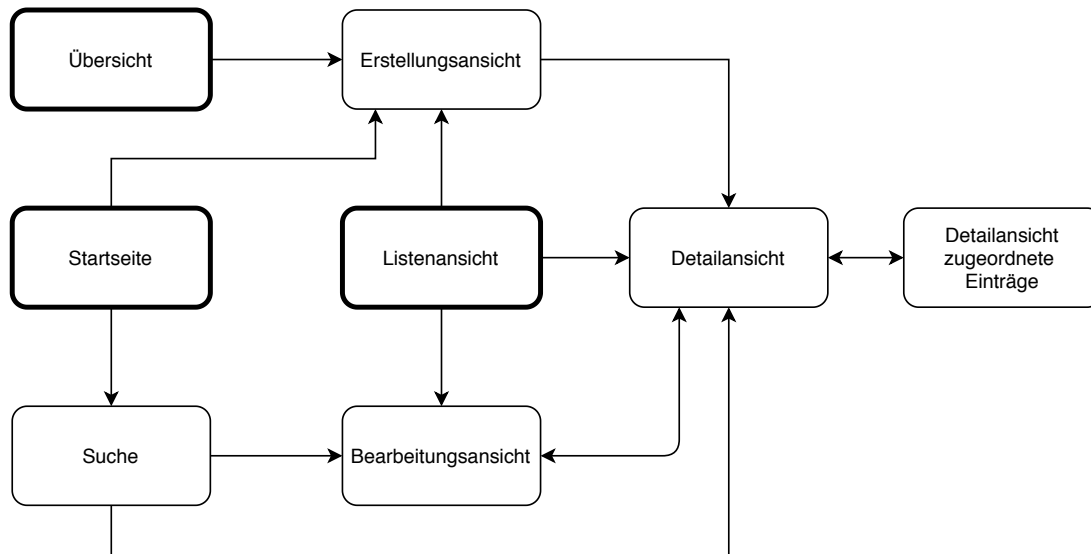 Übersicht
Erstellungsansicht
Startseite
Listenansicht
Detailansicht
Detailansicht
zugeordnete
Einträge
Suche
Bearbeitungsansicht